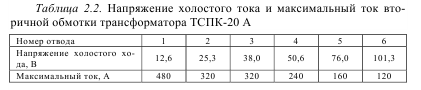 Таблица 2.2. Напряжение холостого тока и максимальный ток вто-
ричной обмотки трансформатора ТСПК-20 А
Номер отвода 1 2 3 4 5 6
Напряжение холостого хо-
да, В 12,6 25,3 38,0 50,6 76,0 101,3
Максимальный ток, А 480 320 320 240 160 120